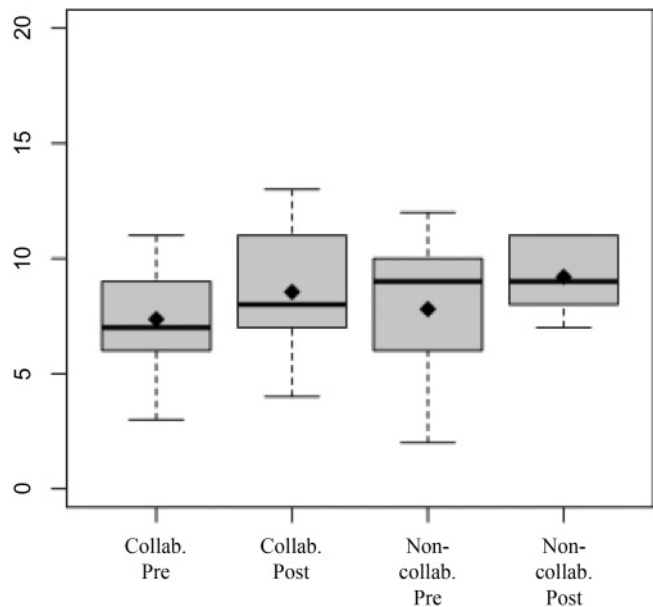 20
15
10
5
0
Collab.
Pre
Collab.
Post
Non-
collab.
Pre
Non-
collab.
Post